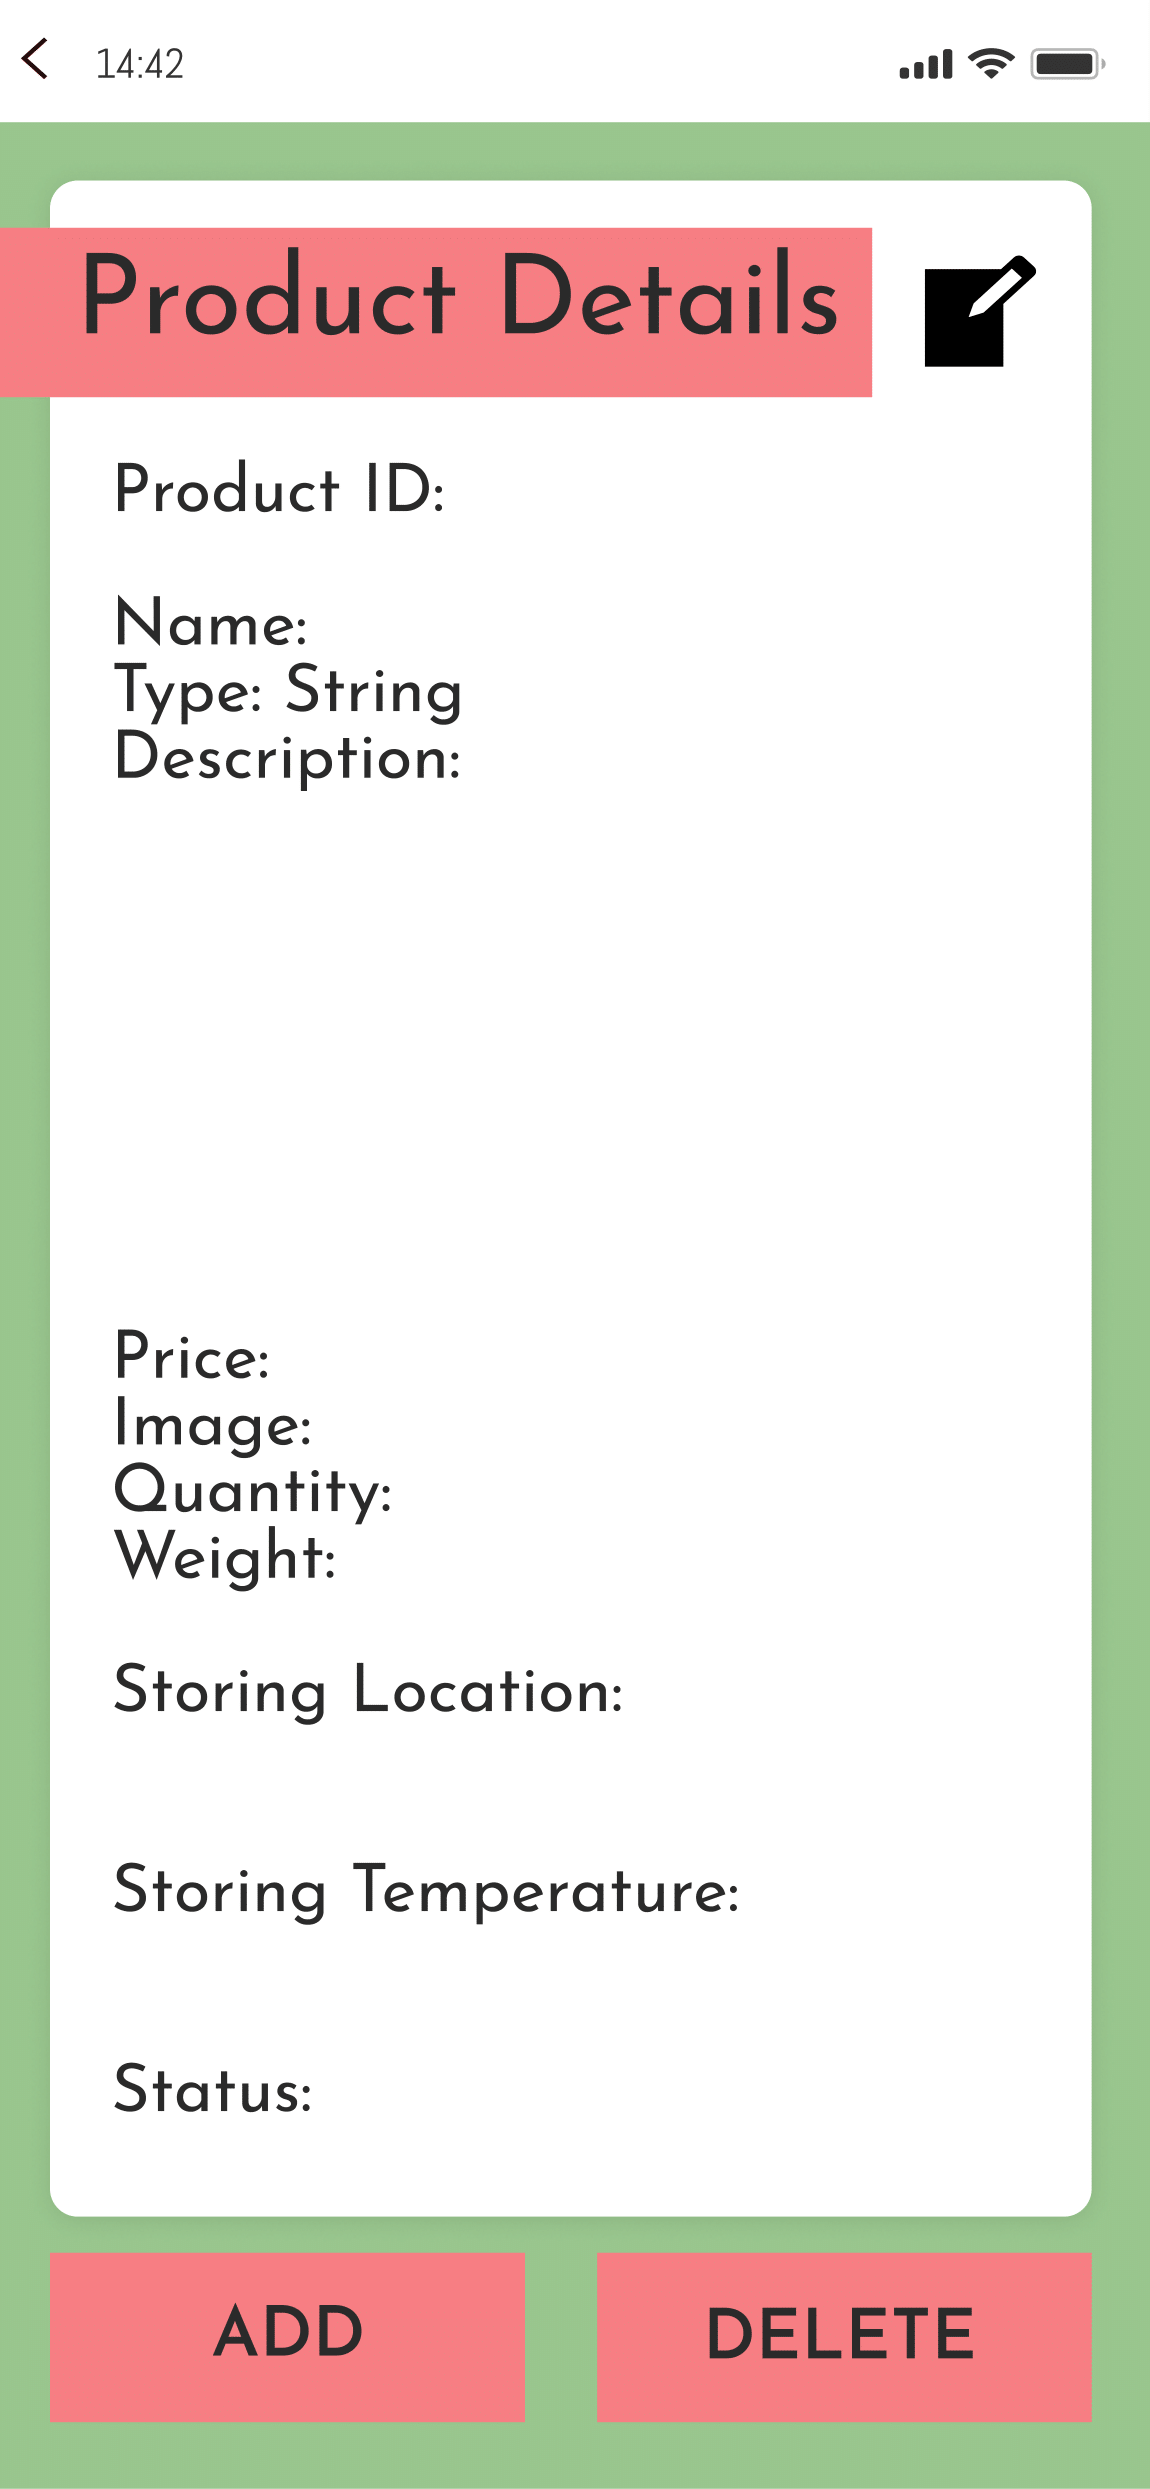 14:42
Product Details
Product ID:
Name:
Type: String
Description:
Price:
Image:
Quantity:
Weight:
Storing Location:
Storing Temperature:
Status:
ADD
DELETE